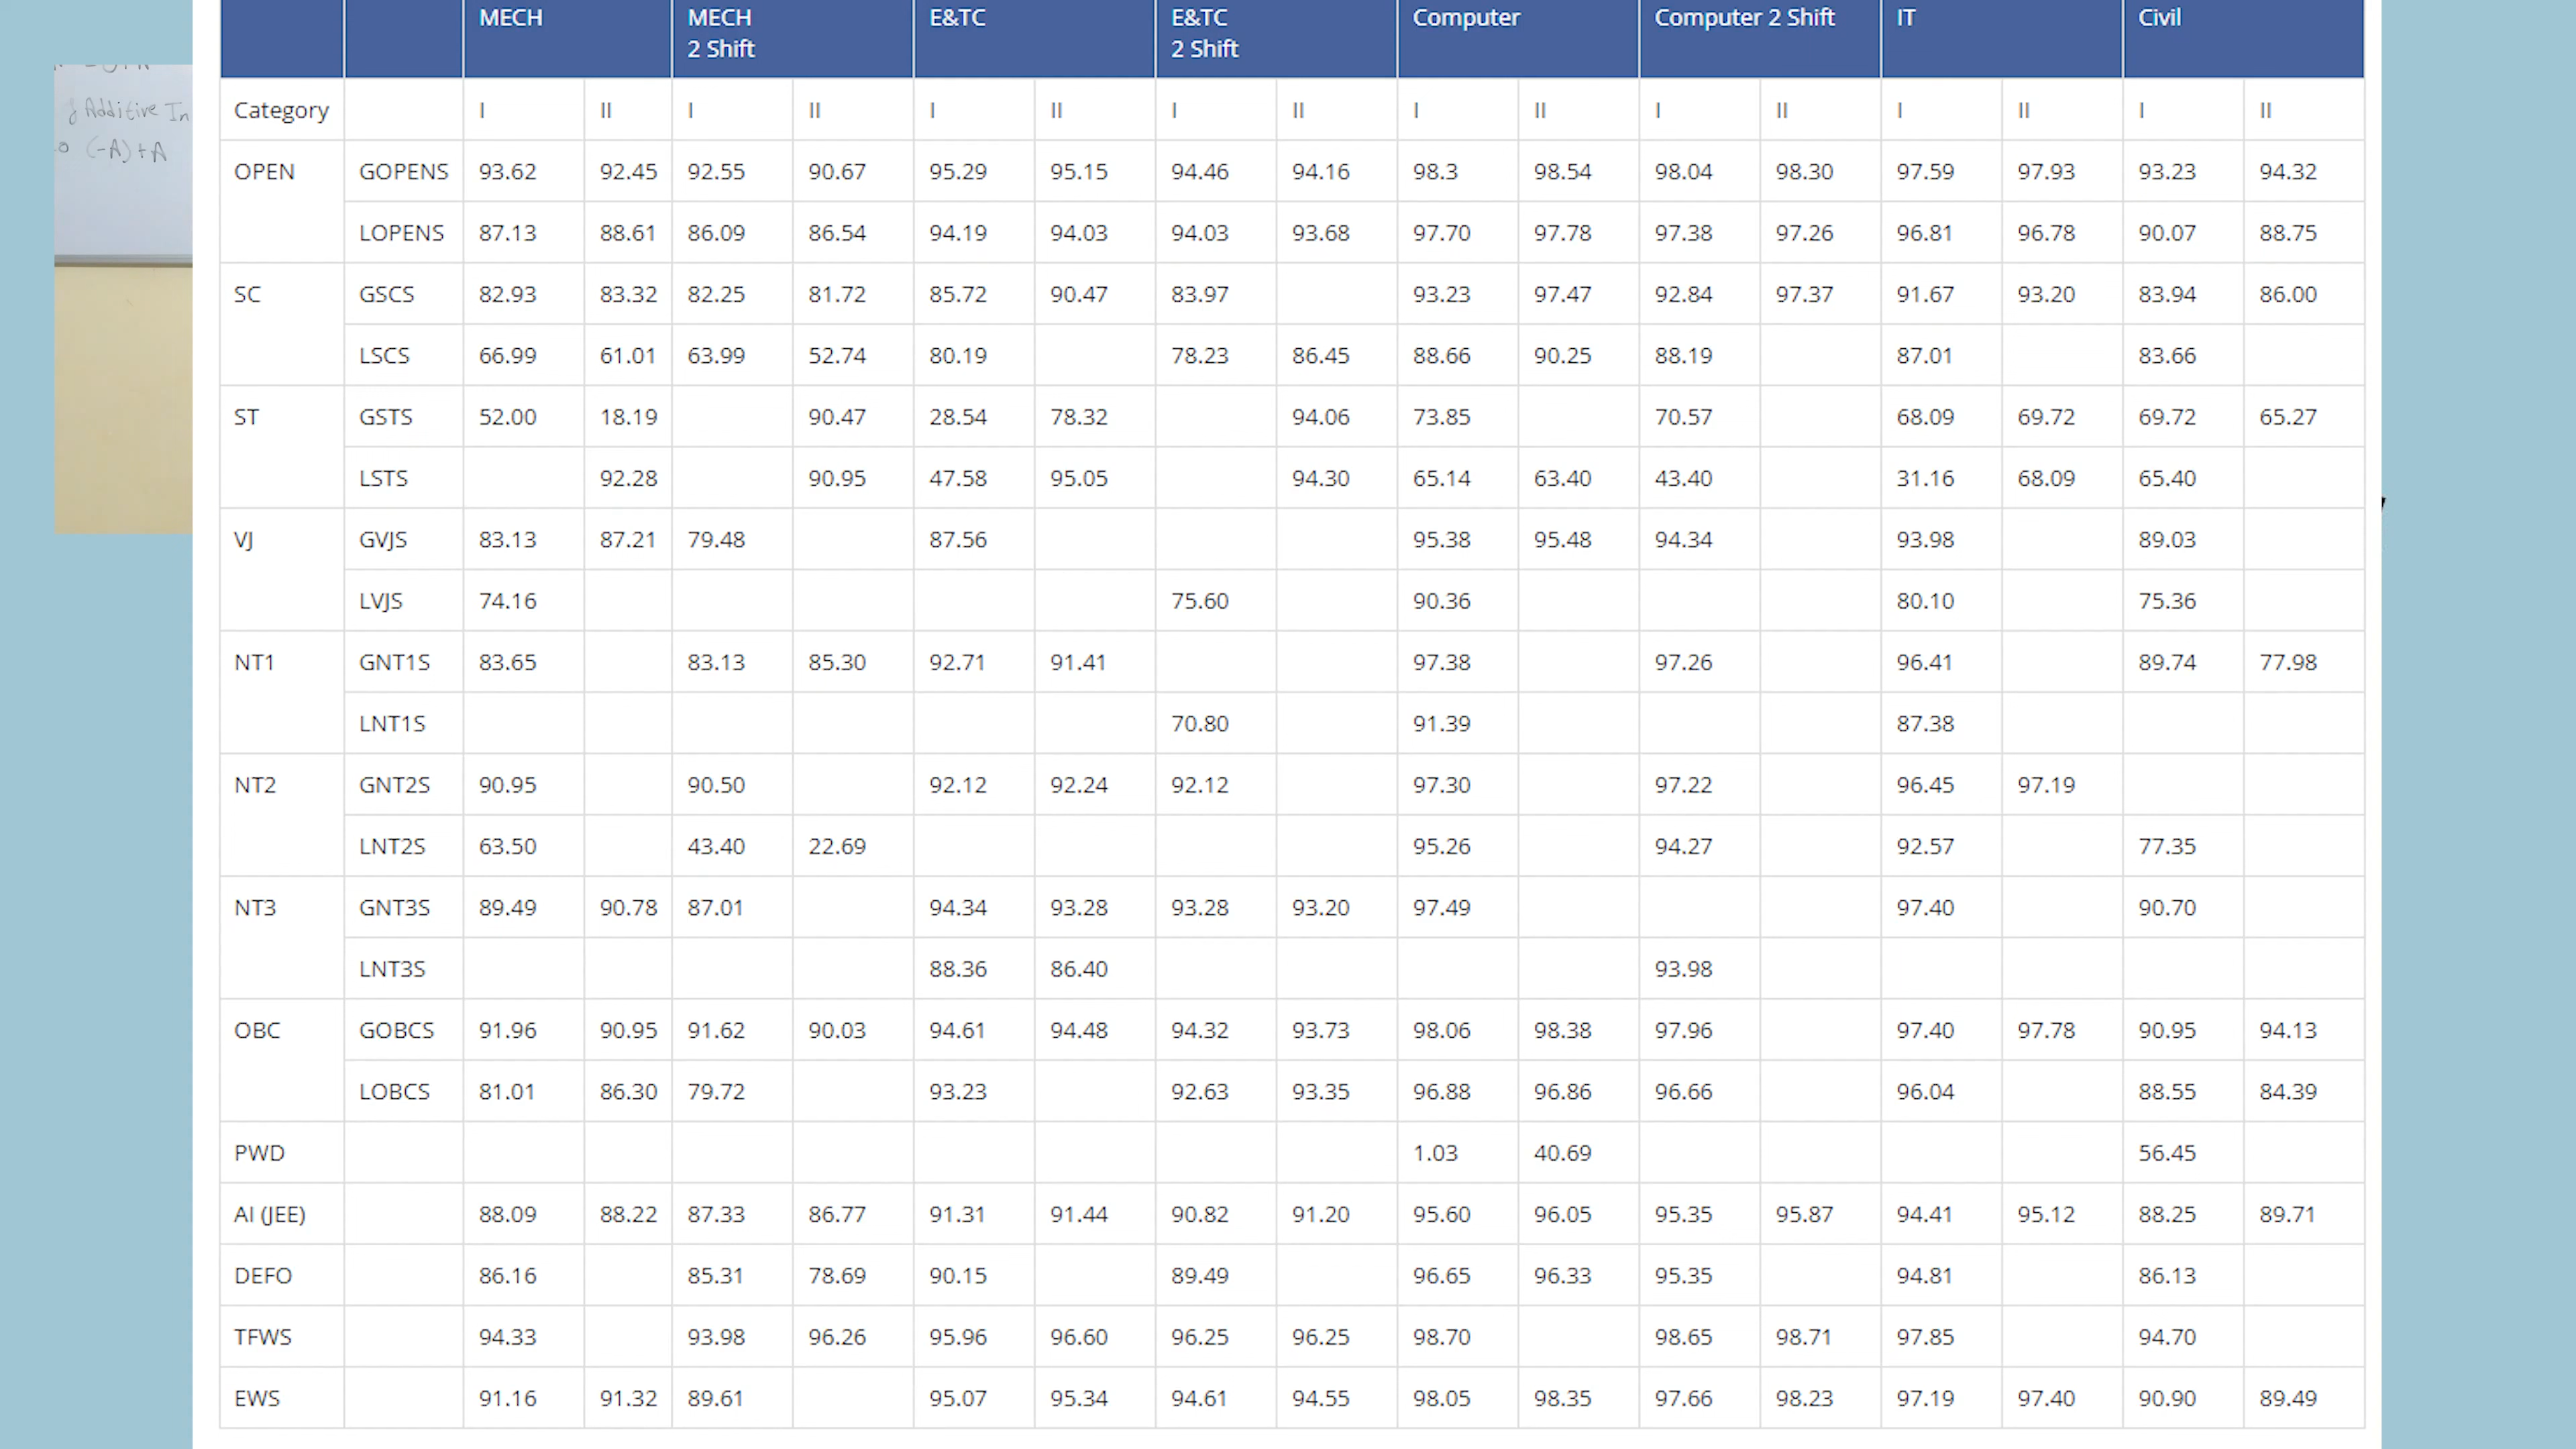 MECH MECH 2 Shift E&TC E&TC 2 Shift Computer Computer 2 Shift IT Civil
Category I II I II I II I II I II I II I II I II
OPEN GOPENS 93.62 92.45 92.55 90.67 95.29 95.15 94.46 94.16 98.3 98.54 98.04 98.30 97.59 97.93 93.23 94.32
LOPENS 87.13 88.61 86.09 86.54 94.19 94.03 94.03 93.68 97.70 97.78 97.38 97.26 96.81 96.78 90.07 88.75
SC GSCS 82.93 83.32 82.25 81.72 85.72 90.47 83.97 93.23 97.47 92.84 97.37 91.67 93.20 83.94 86.00
LSCS 66.99 61.01 63.99 52.74 80.19 78.23 86.45 88.66 90.25 88.19 87.01 83.66
ST GSTS 52.00 18.19 90.47 28.54 78.32 94.06 73.85 70.57 68.09 69.72 69.72 65.27
LSTS 92.28 90.95 47.58 95.05 94.30 65.14 63.40 43.40 31.16 68.09 65.40
VJ GVJS 83.13 87.21 79.48 87.56 95.38 95.48 94.34 93.98 89.03
LVJS 74.16 75.60 90.36 80.10 75.36
NT1 GNT1S 83.65 83.13 85.30 92.71 91.41 97.38 97.26 96.41 89.74 77.98
LNT1S 70.80 91.39 87.38
NT2 GNT2S 90.95 90.50 92.12 92.24 92.12 97.30 97.22 96.45 97.19
LNT2S 63.50 43.40 22.69 95.26 94.27 92.57 77.35
NT3 GNT3S 89.49 90.78 87.01 94.34 93.28 93.28 93.20 97.49 97.40 90.70
LNT3S 88.36 86.40 93.98
OBC GOBCS 91.96 90.95 91.62 90.03 94.61 94.48 94.32 93.73 98.06 98.38 97.96 97.40 97.78 90.95 94.13
LOBCS 81.01 86.30 79.72 93.23 92.63 93.35 96.88 96.86 96.66 96.04 88.55 84.39
PWD 1.03 40.69 56.45
AI (JEE) 88.09 88.22 87.33 86.77 91.31 91.44 90.82 91.20 95.60 96.05 95.35 95.87 94.41 95.12 88.25 89.71
DEFO 86.16 85.31 78.69 90.15 89.49 96.65 96.33 95.35 94.81 86.13
TFWS 94.33 93.98 96.26 95.96 96.60 96.25 96.25 98.70 98.65 98.71 97.85 94.70
EWS 91.16 91.32 89.61 95.07 95.34 94.61 94.55 98.05 98.35 97.66 98.23 97.19 97.40 90.90 89.49
Additive In
(-A)+A